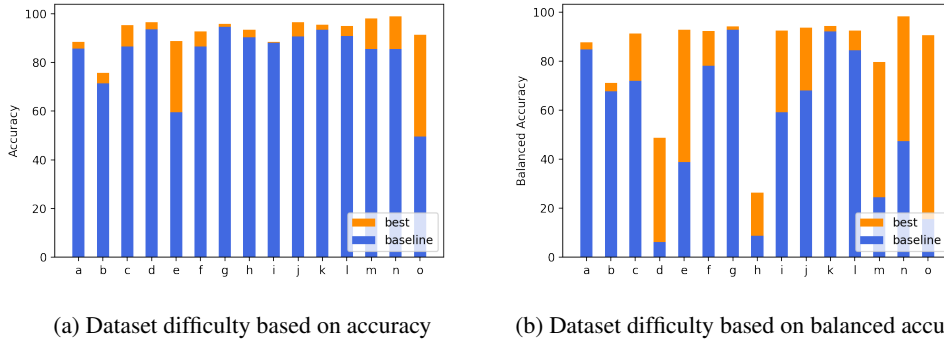 100
80
60
40
20
0
Accuracy
best
baseline
a b c d e f g h i j k l m n o
(a) Dataset difficulty based on accuracy
100
80
60
40
20
0
Balanced Accuracy
best
baseline
a b c d e f g h i j k l m n o
(b) Dataset difficulty based on balanced accu